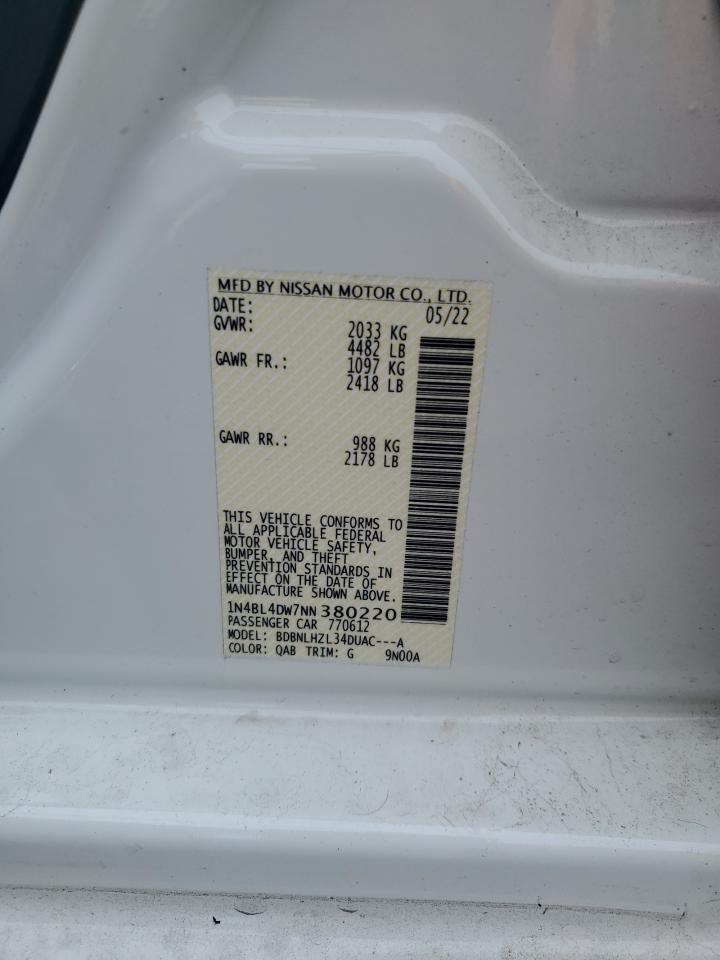 MFD BY NISSAN MOTOR CO., LTD.
DATE: 05/22
GVWR: 2033 KG
4482 LB
GAWR FR.: 1097 KG
2418 LB
GAWR RR.: 988 KG
2178 LB
THIS VEHICLE CONFORMS TO
ALL APPLICABLE FEDERAL
MOTOR VEHICLE SAFETY,
BUMPER, AND THEFT
PREVENTION STANDARDS IN
EFFECT ON THE DATE OF
MANUFACTURE SHOWN ABOVE.
1N4BL4DW7NN380220
PASSENGER CAR 770612
MODEL: BDBNLHZL34DUAC---A
COLOR: QAB TRIM: G 9N00A